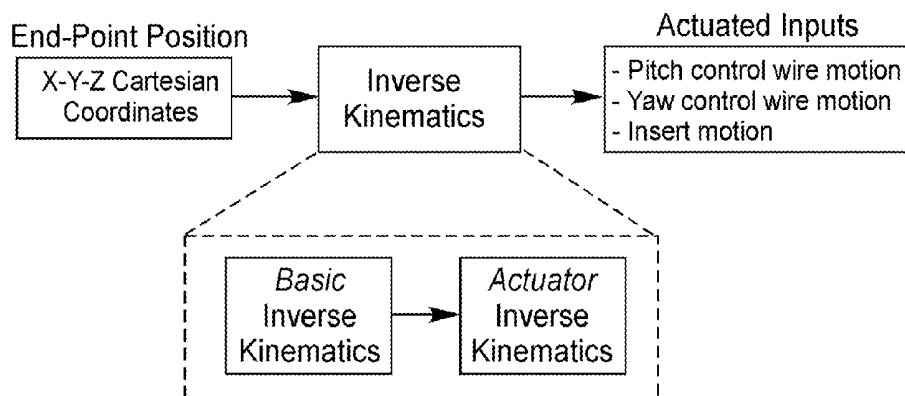 End-Point Position
X-Y-Z Cartesian
Coordinates
Inverse
Kinematics
Actuated Inputs
- Pitch control wire motion
- Yaw control wire motion
- Insert motion
Basic
Inverse
Kinematics
Actuator
Inverse
Kinematics